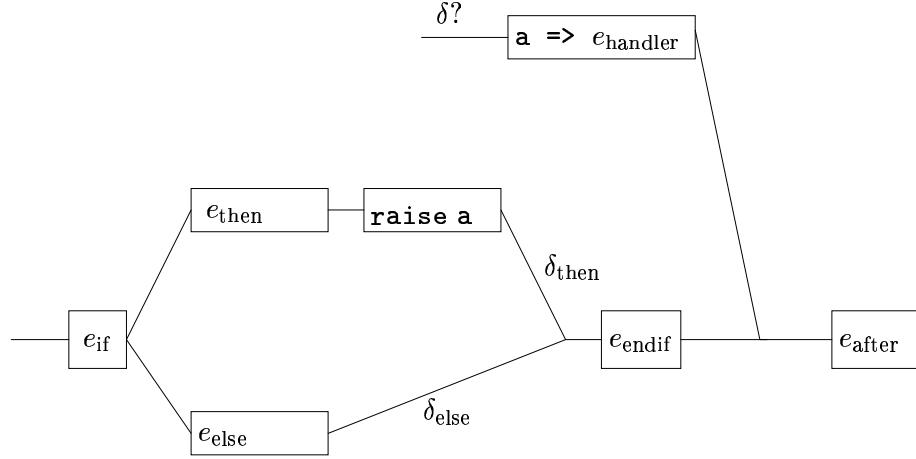 δ?
a => e_handler
e_then
raise a
δ_then
e_if
e_endif
e_after
δ_else
e_else